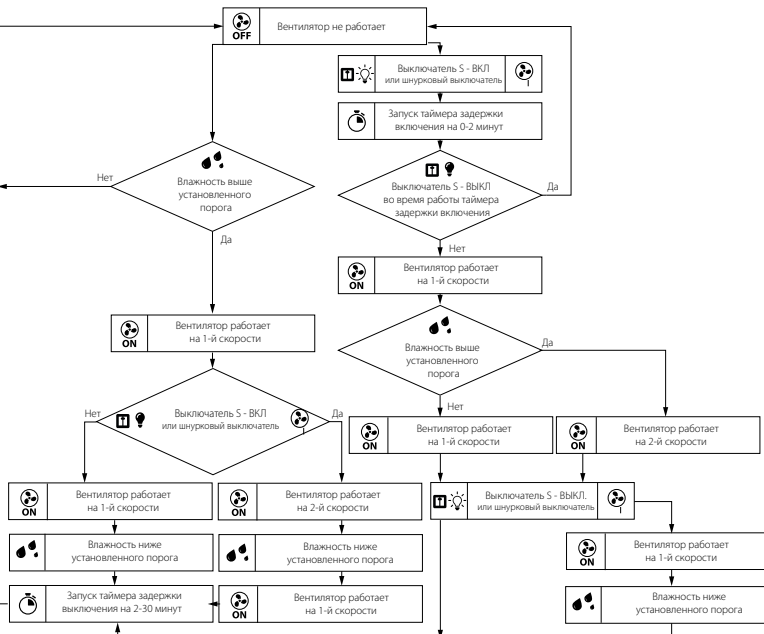 OFF
Вентилятор не работает
Выключатель S - ВКЛ
или шнурковый выключатель
Запуск таймера задержки
включения на 0-2 минут
Нет
Влажность выше
установленного
порога
Да
Выключатель S - ВЫКЛ
во время работы таймера
задержки включения
Да
Нет
ON
Вентилятор работает
на 1-й скорости
ON
Вентилятор работает
на 1-й скорости
Влажность выше
установленного
порога
Да
Нет
Нет
Выключатель S - ВКЛ
или шнурковый выключатель
Да
ON
Вентилятор работает
на 1-й скорости
ON
Вентилятор работает
на 2-й скорости
ON
Вентилятор работает
на 1-й скорости
ON
Вентилятор работает
на 2-й скорости
Выключатель S - ВЫКЛ.
или шнурковый выключатель
Влажность ниже
установленного порога
Влажность ниже
установленного порога
ON
Вентилятор работает
на 1-й скорости
Запуск таймера задержки
выключения на 2-30 минут
ON
Вентилятор работает
на 1-й скорости
Влажность ниже
установленного порога